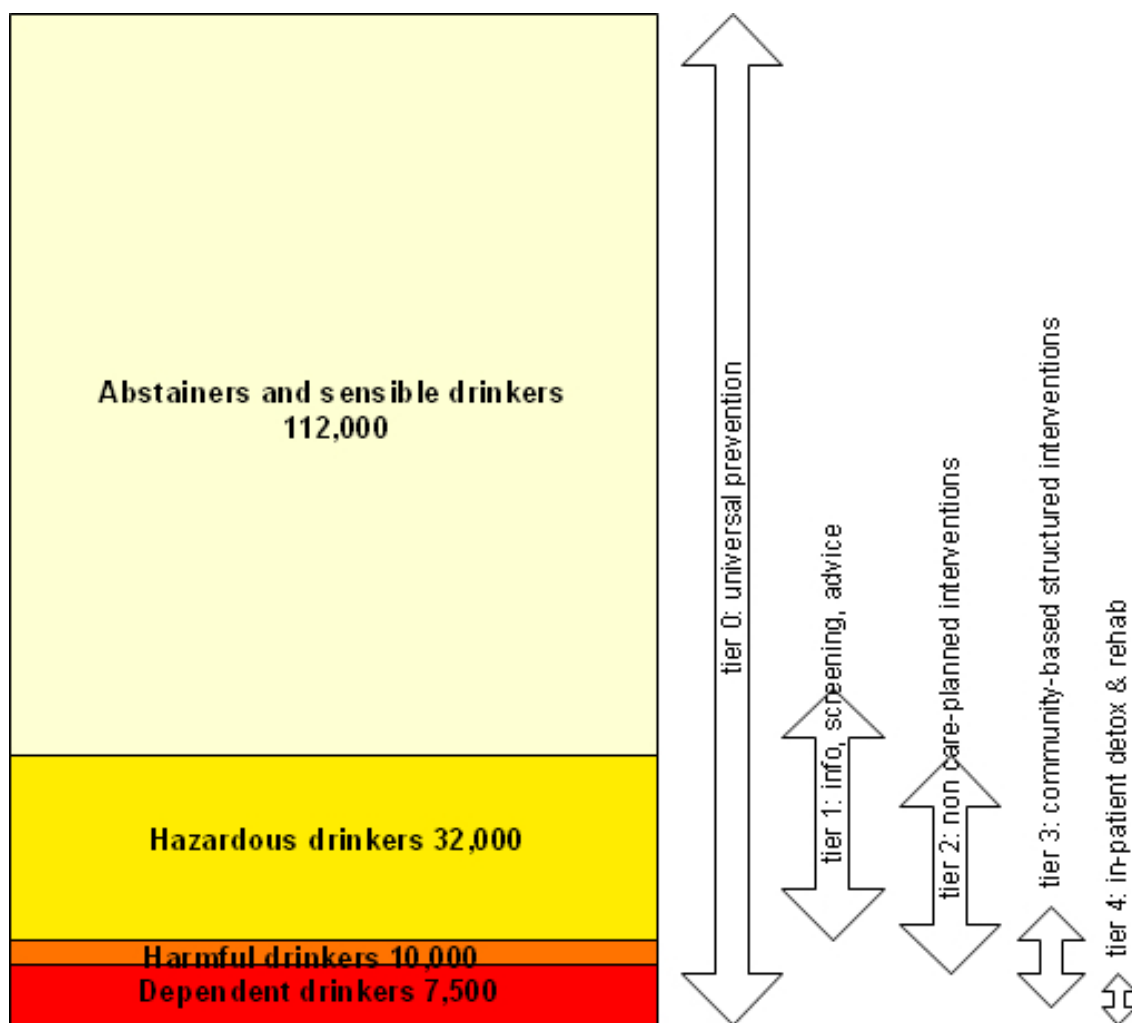 Abstainers and sensible drinkers
112,000
Hazardous drinkers 32,000
Harmful drinkers 10,000
Dependent drinkers 7,500
tier 0: universal prevention
tier 1: info, screening, advice
tier 2: non care-planned interventions
tier 3: community-based structured interventions
tier 4: in-patient detox & rehab